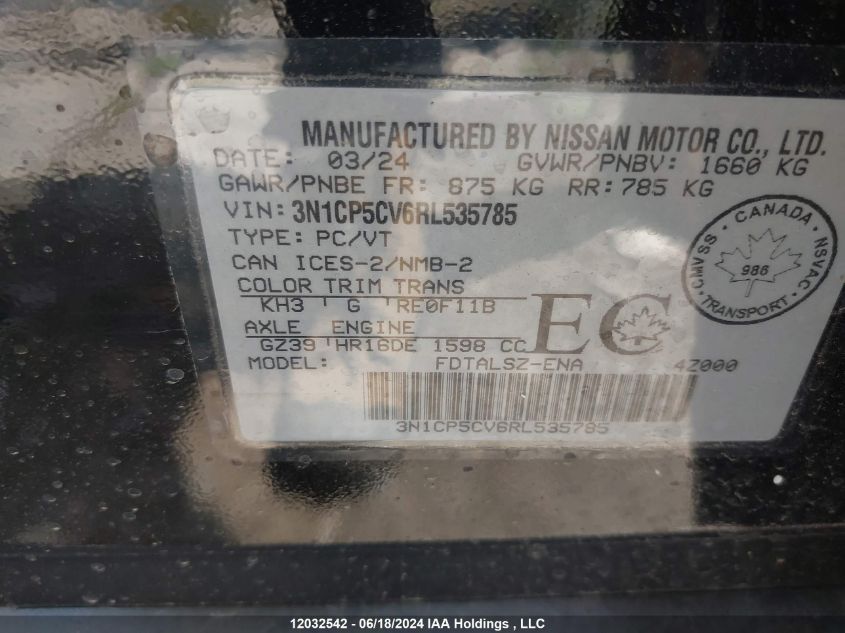 MANUFACTURED BY NISSAN MOTOR CO., LTD.
DATE: 03/24 GVWR/PNBV: 1660 KG
GAWR/PNBE FR: 875 KG RR: 785 KG
VIN: 3N1CP5CV6RL535785
TYPE: PC/VT
CAN ICES-2/NMB-2
COLOR TRIM TRANS
KH3 G RE0F11B
AXLE ENGINE
GZ39 HR16DE 1598 CC
EC
MODEL: FDTALSZ-ENA 4Z000
3N1CP5CV6RL535785
CANADA
CMVSS NSVAC
986
TRANSPORT
12032542 - 06/18/2024 IAA Holdings , LLC